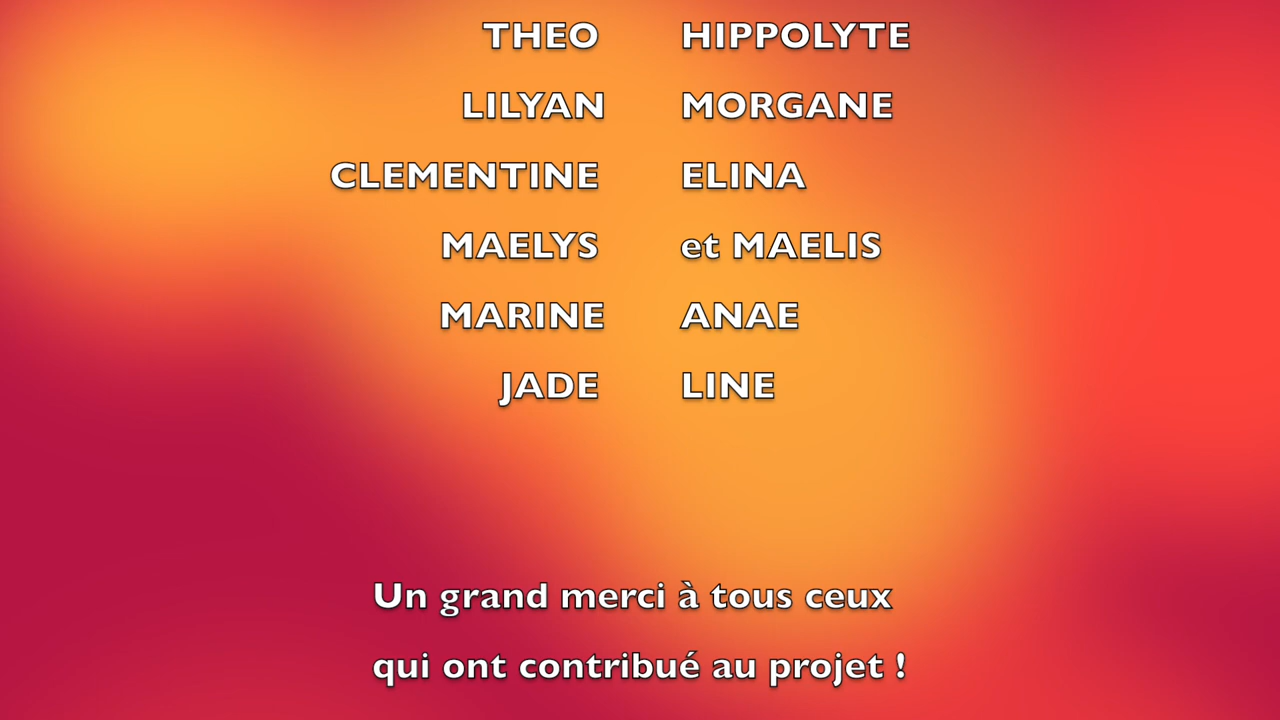 THEO HIPPOLYTE
LILYAN MORGANE
CLEMENTINE ELINA
MAELYS et MAELIS
MARINE ANAE
JADE LINE
Un grand merci à tous ceux
qui ont contribué au projet !